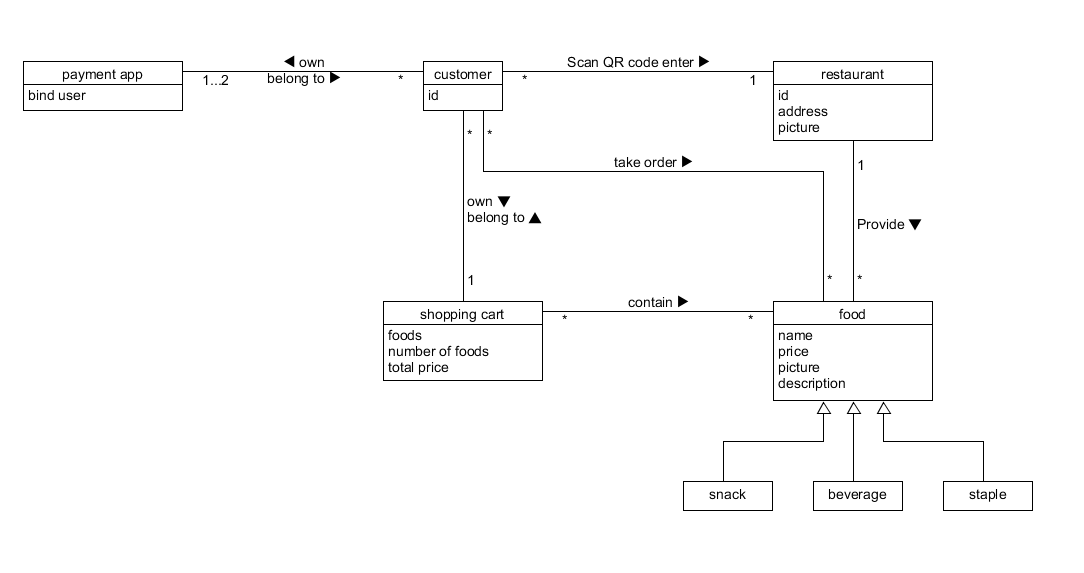 ◀ own
Scan QR code enter ▶
payment app
1...2
belong to ▶
*
customer
*
1
restaurant
bind user
id
id
address
picture
*
*
take order ▶
1
own ▼
belong to ▲
Provide ▼
1
*
*
contain ▶
shopping cart
*
*
food
foods
number of foods
total price
name
price
picture
description
snack
beverage
staple